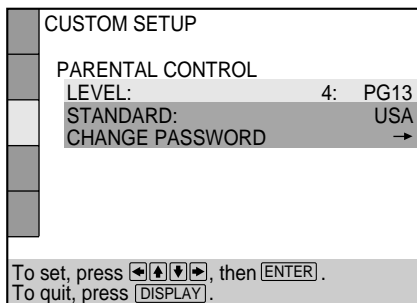 CUSTOM SETUP
PARENTAL CONTROL
LEVEL: 4: PG13
STANDARD: USA
CHANGE PASSWORD →
To set, press ←↑↓→, then ENTER.
To quit, press DISPLAY.